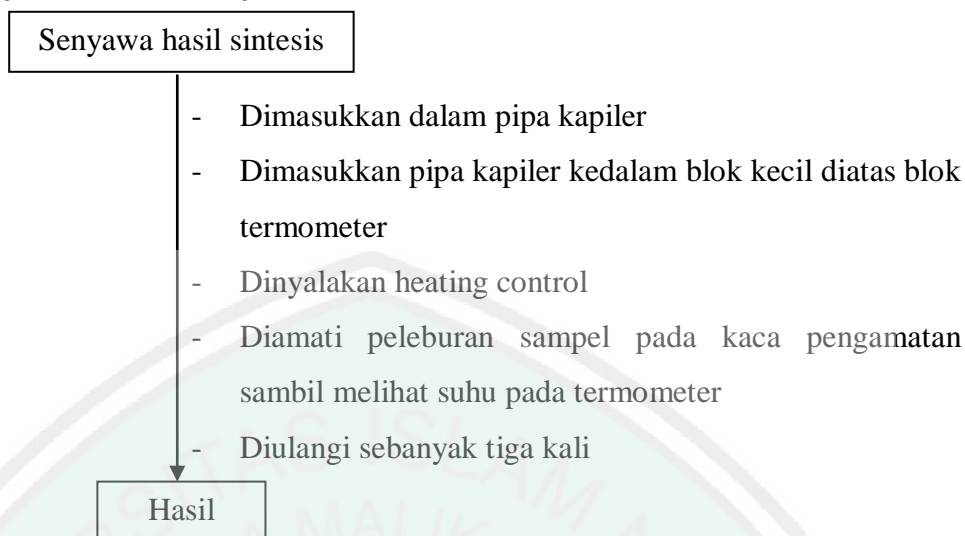 Senyawa hasil sintesis
- Dimasukkan dalam pipa kapiler
- Dimasukkan pipa kapiler kedalam blok kecil diatas blok
termometer
- Dinyalakan heating control
- Diamati peleburan sampel pada kaca pengamatan
sambil melihat suhu pada termometer
- Diulangi sebanyak tiga kali
Hasil